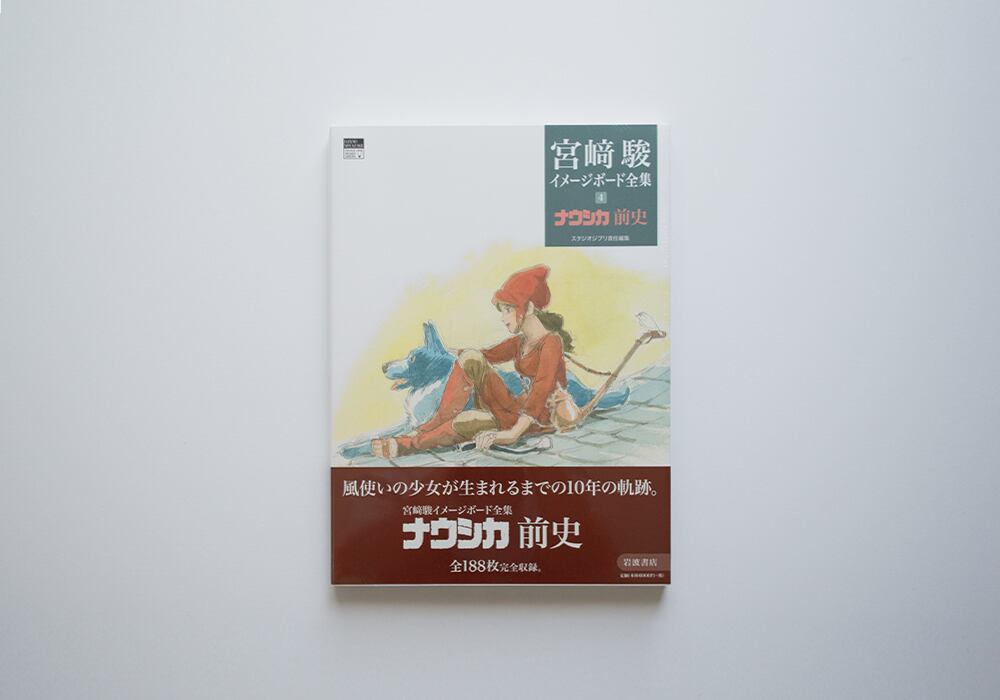 宮﨑駿
イメージボード全集
4
ナウシカ 前史
スタジオジブリ責任編集
風使いの少女が生まれるまでの10年の軌跡。
宮﨑駿イメージボード全集
ナウシカ 前史
全188枚完全収録。
岩波書店